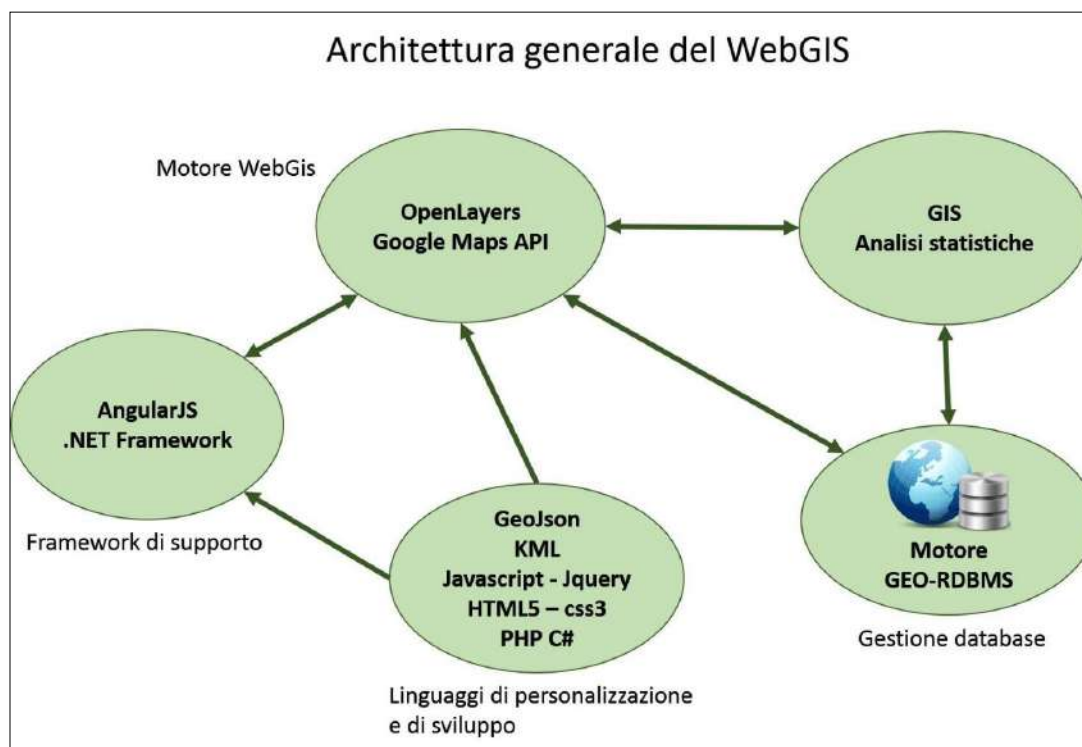 Architettura generale del WebGIS
Motore WebGis
OpenLayers
Google Maps API
GIS
Analisi statistiche
AngularJS
.NET Framework
Framework di supporto
GeoJson
KML
Javascript - Jquery
HTML5 – css3
PHP C#
Linguaggi di personalizzazione
e di sviluppo
Motore
GEO-RDBMS
Gestione database